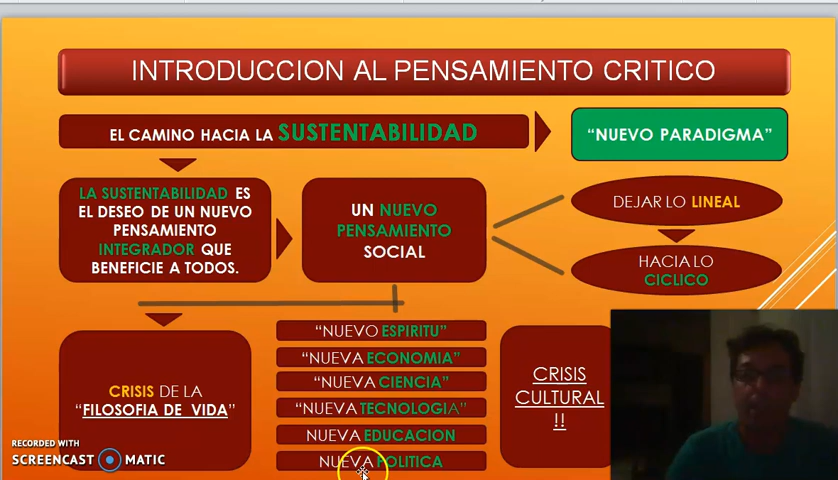 INTRODUCCION AL PENSAMIENTO CRITICO
EL CAMINO HACIA LA SUSTENTABILIDAD
“NUEVO PARADIGMA”
LA SUSTENTABILIDAD ES
EL DESEO DE UN NUEVO
PENSAMIENTO
INTEGRADOR QUE
BENEFICIE A TODOS.
UN NUEVO
PENSAMIENTO
SOCIAL
DEJAR LO LINEAL
HACIA LO
CICLICO
CRISIS DE LA
“FILOSOFIA DE VIDA”
“NUEVO ESPIRITU”
“NUEVA ECONOMIA”
“NUEVA CIENCIA”
“NUEVA TECNOLOGIA”
NUEVA EDUCACION
NUEVA POLITICA
CRISIS
CULTURAL
!!
RECORDED WITH
SCREENCAST MATIC